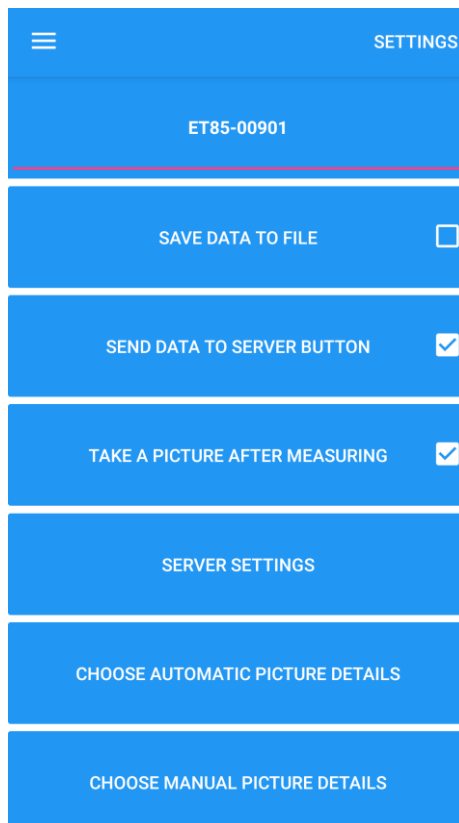 SETTINGS
ET85-00901
SAVE DATA TO FILE
SEND DATA TO SERVER BUTTON
TAKE A PICTURE AFTER MEASURING
SERVER SETTINGS
CHOOSE AUTOMATIC PICTURE DETAILS
CHOOSE MANUAL PICTURE DETAILS